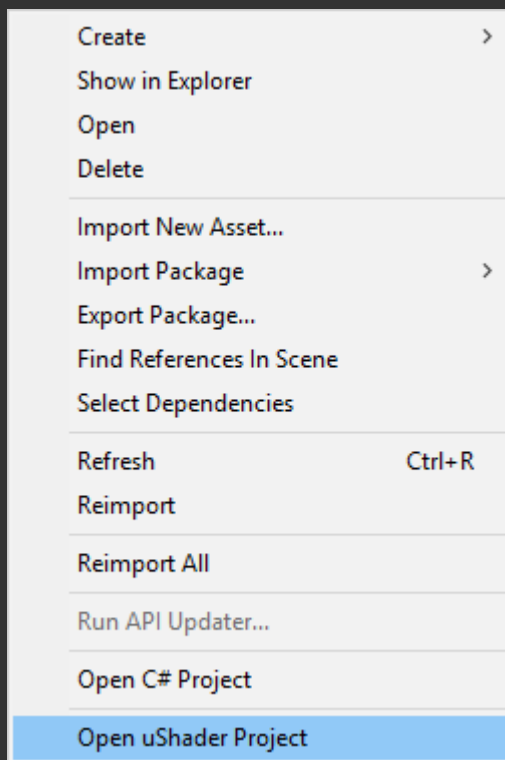 Create
Show in Explorer
Open
Delete
Import New Asset...
Import Package
Export Package...
Find References In Scene
Select Dependencies
Refresh Ctrl+R
Reimport
Reimport All
Run API Updater...
Open C# Project
Open uShader Project